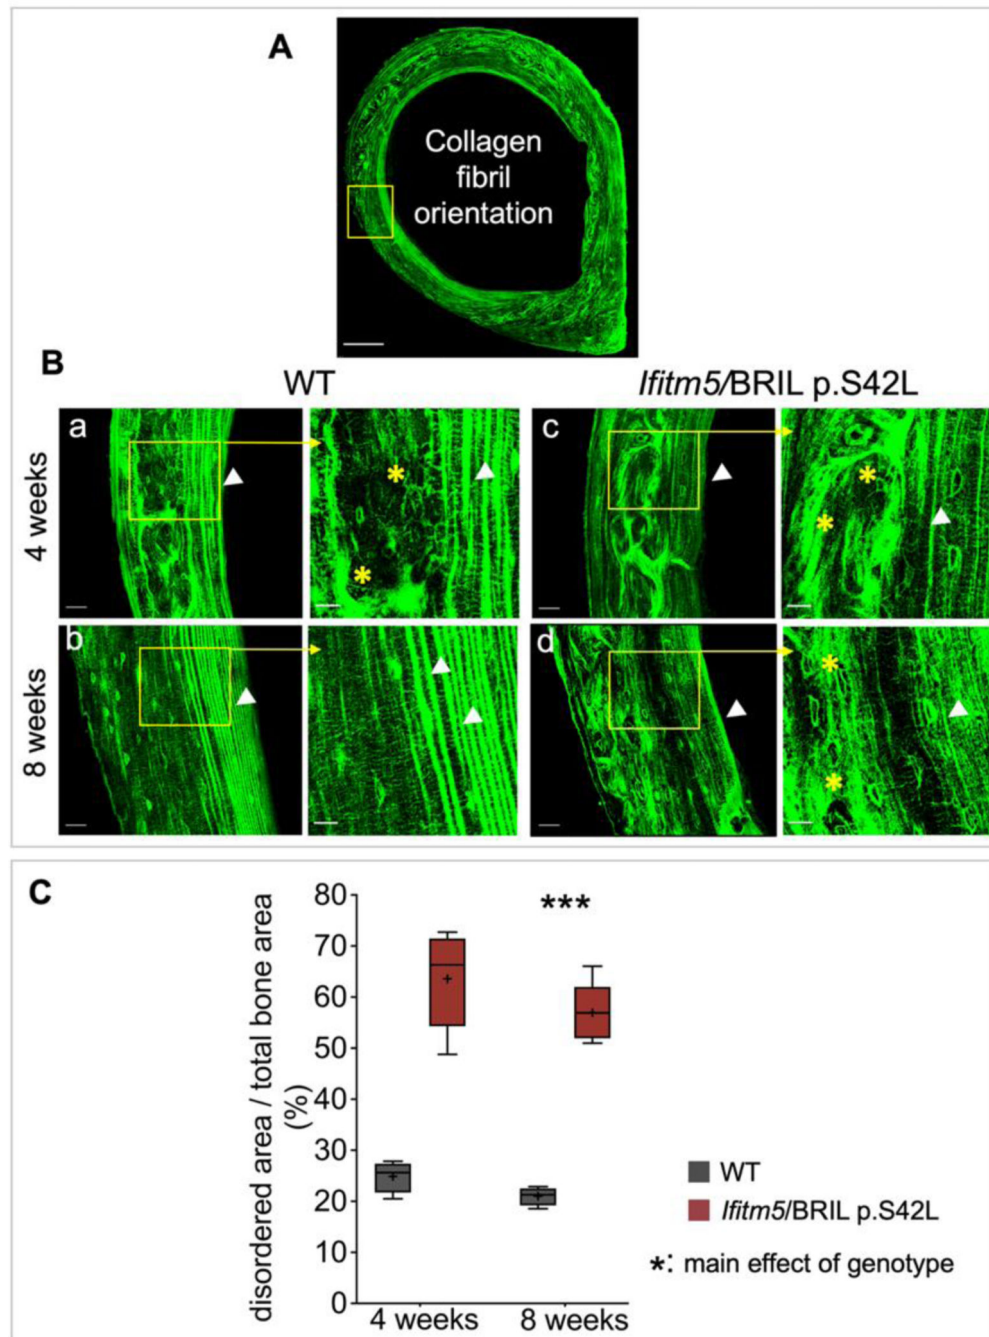 A
Collagen
fibril
orientation
B
WT
Ifitm5/BRIL p.S42L
4 weeks
a
*
*
c
*
*
8 weeks
b
d
*
*
C
disordered area / total bone area
(%)
80
70
60
50
40
30
20
10
0
***
4 weeks
8 weeks
WT
Ifitm5/BRIL p.S42L
*: main effect of genotype